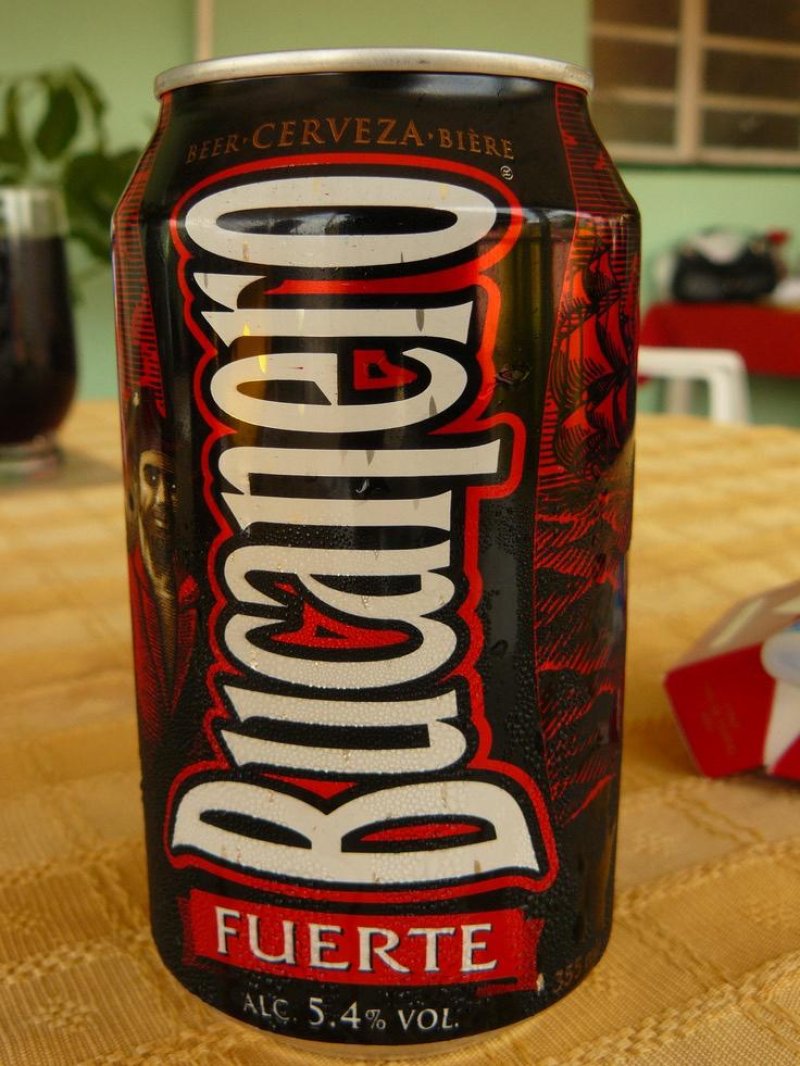 BEER·CERVEZA·BIÈRE
Bucanero®
FUERTE
ALC. 5.4% VOL.